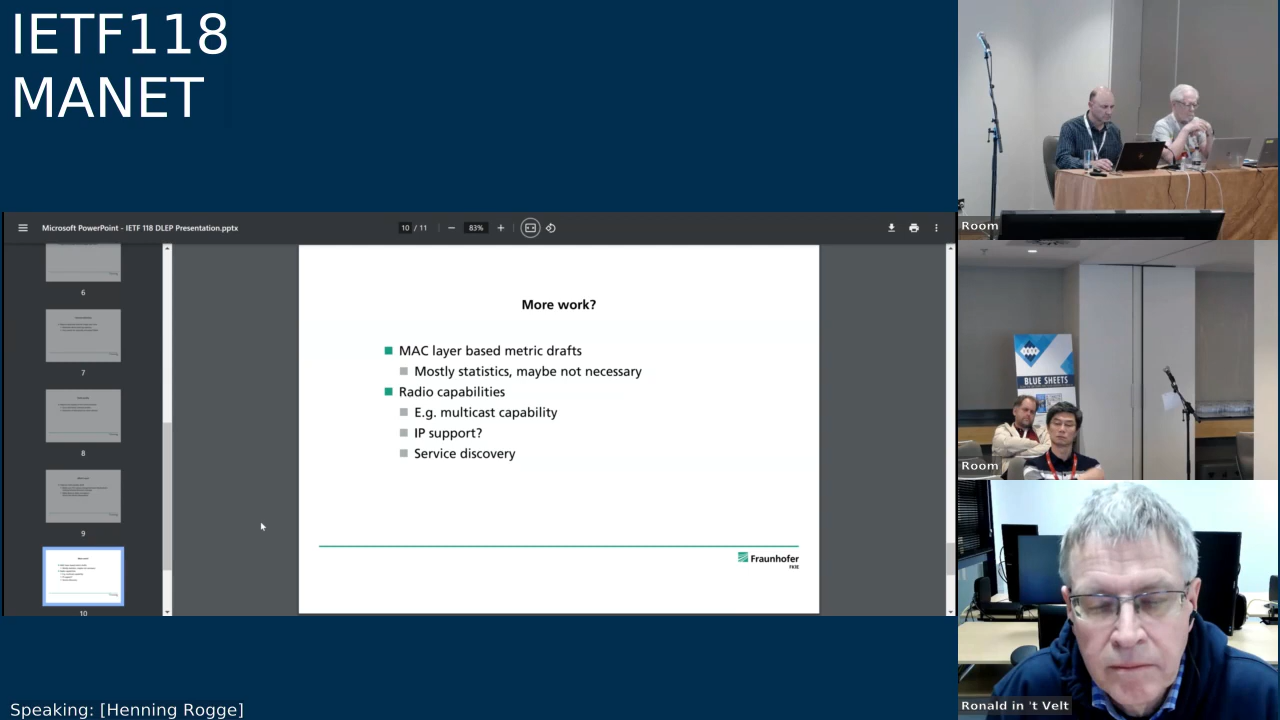 IETF118
MANET
Microsoft PowerPoint - IETF 118 DLEP Presentation.pptx
10 / 11
83%
6
7
8
9
10
More work?
MAC layer based metric drafts
Mostly statistics, maybe not necessary
Radio capabilities
E.g. multicast capability
IP support?
Service discovery
Fraunhofer
FKIE
Room
BLUE SHEETS
Room
Ronald in 't Velt
Speaking: [Henning Rogge]